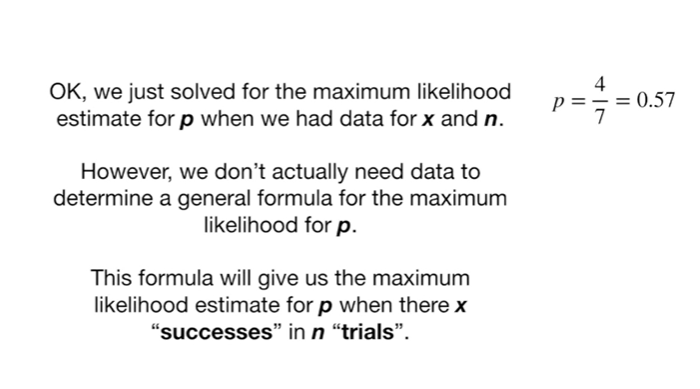 OK, we just solved for the maximum likelihood
estimate for p when we had data for x and n.
p = 4/7 = 0.57
However, we don’t actually need data to
determine a general formula for the maximum
likelihood for p.
This formula will give us the maximum
likelihood estimate for p when there x
“successes” in n “trials”.